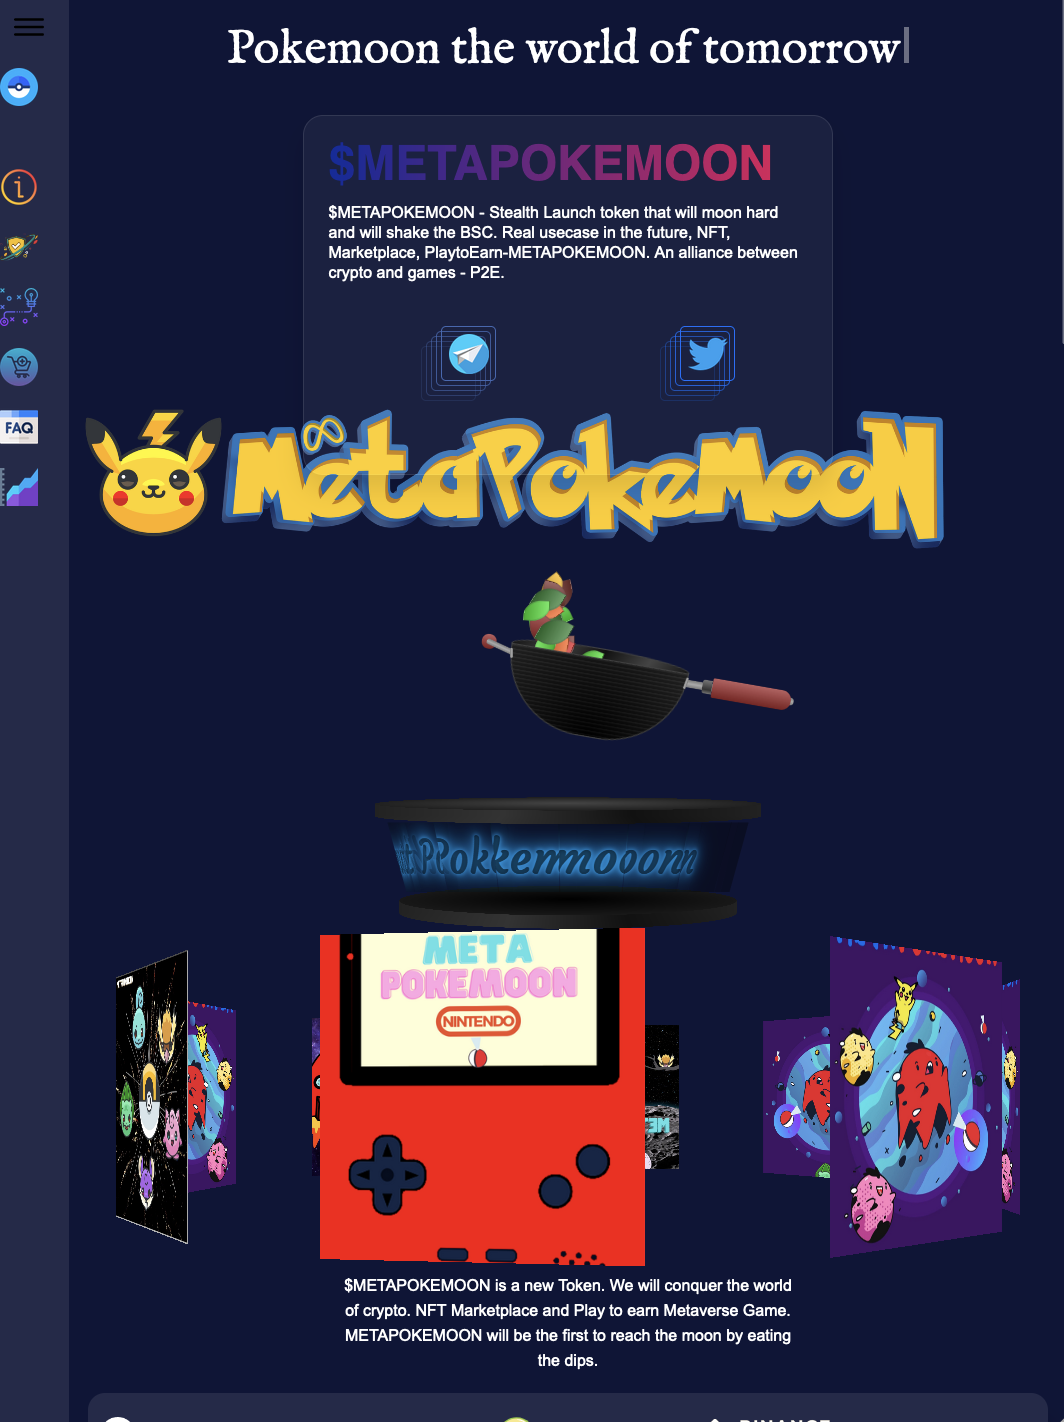 Pokemoon the world of tomorrow
$METAPOKEMOON
$METAPOKEMOON - Stealth Launch token that will moon hard
and will shake the BSC. Real usecase in the future, NFT,
Marketplace, PlaytoEarn-METAPOKEMOON. An alliance between
crypto and games - P2E.
FAQ
MetaPokeMooN
META
POKEMOON
NINTENDO
$METAPOKEMOON is a new Token. We will conquer the world
of crypto. NFT Marketplace and Play to earn Metaverse Game.
METAPOKEMOON will be the first to reach the moon by eating
the dips.